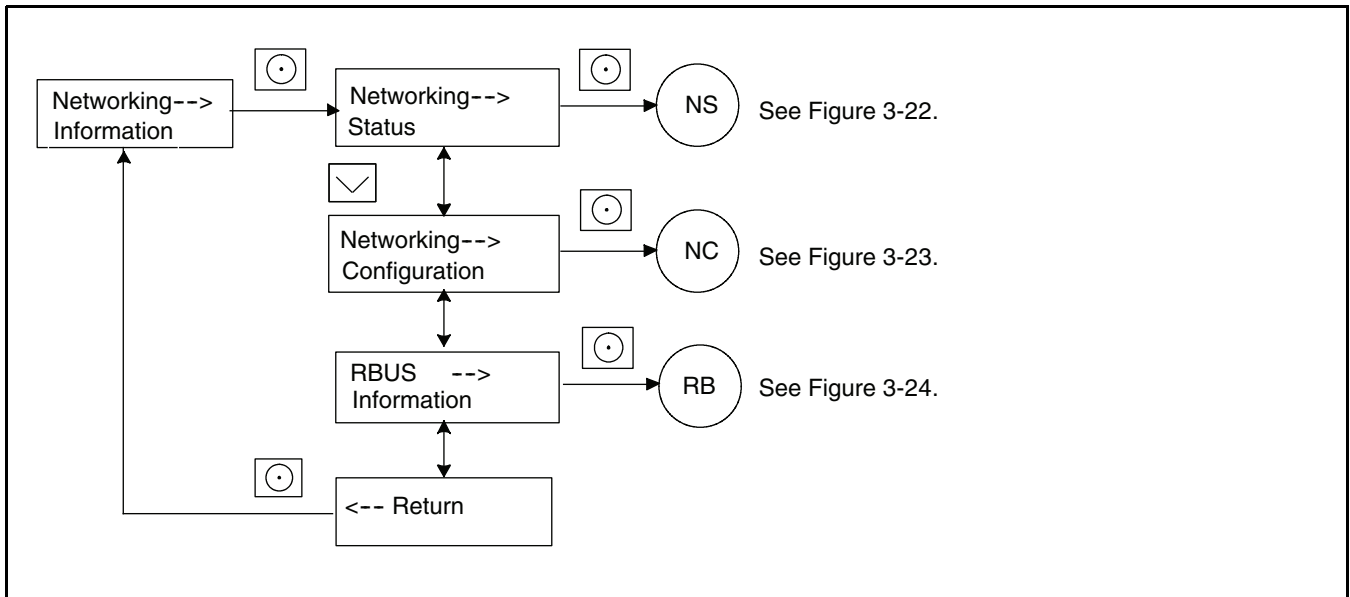 Networking-->
Information
Networking-->
Status
NS
See Figure 3-22.
Networking-->
Configuration
NC
See Figure 3-23.
RBUS -->
Information
RB
See Figure 3-24.
<-- Return